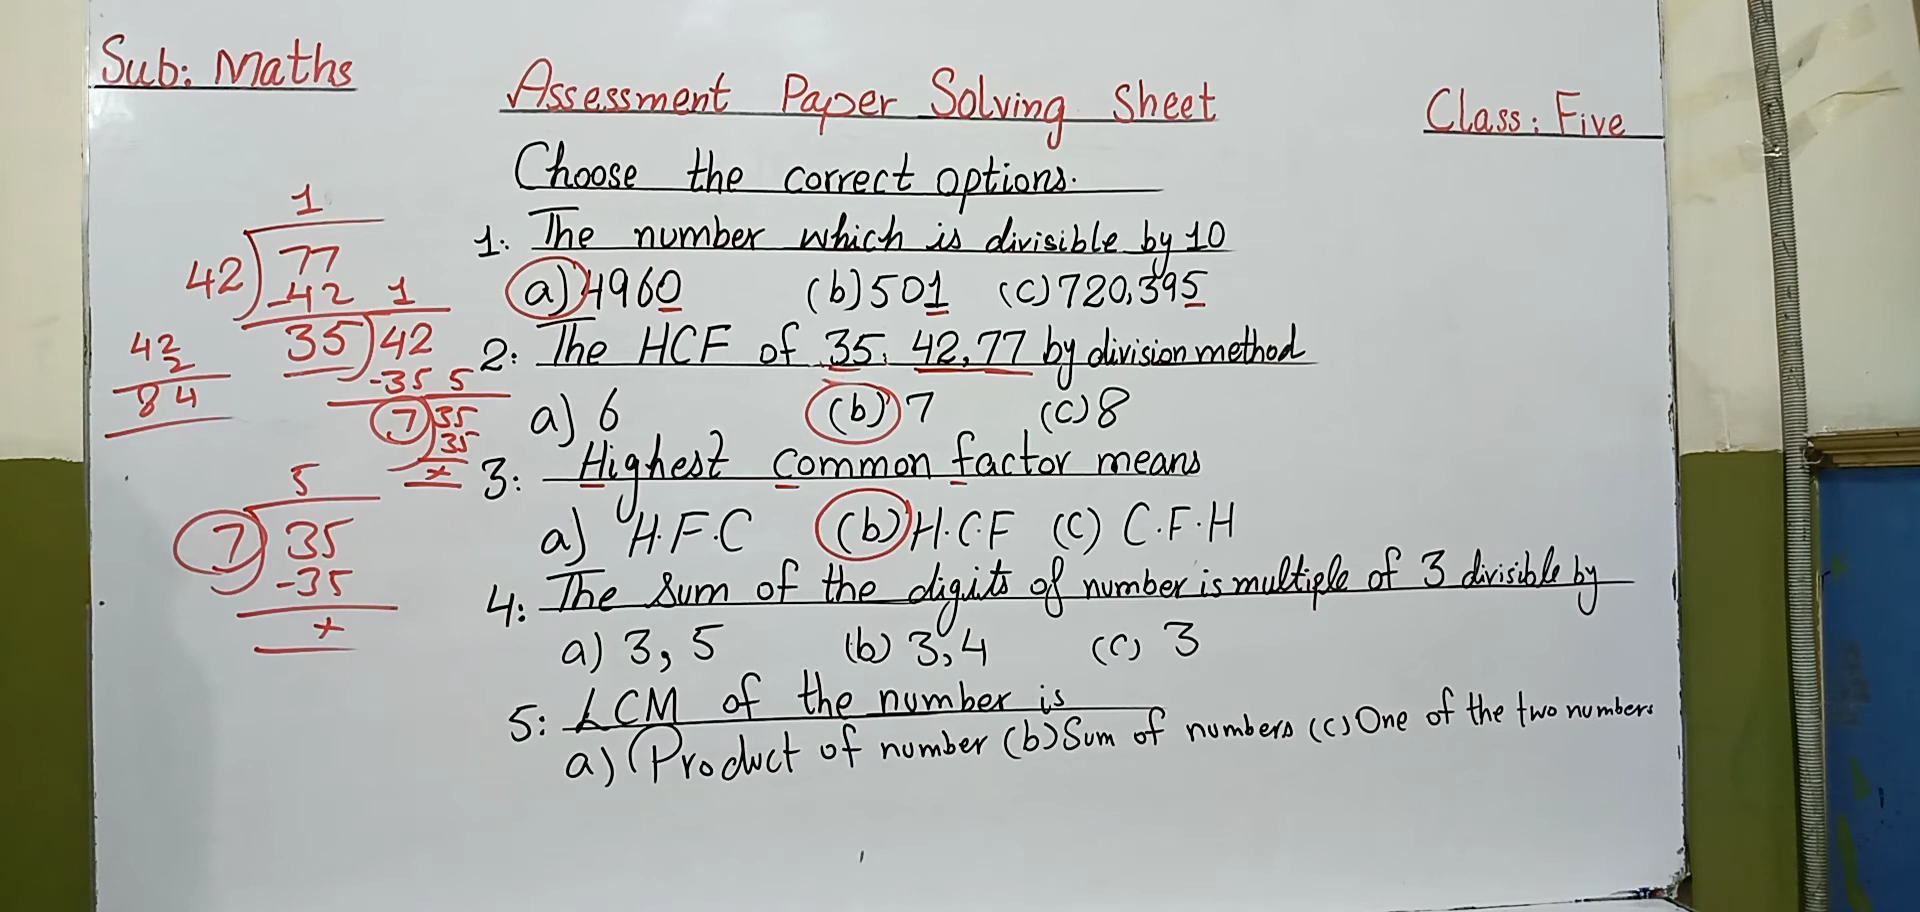 Sub: Maths
Assessment Paper Solving Sheet
Class: Five
Choose the correct options.
1. The number which is divisible by 10
a) 4960 (b) 501 (c) 720,395
2: The HCF of 35, 42, 77 by division method
a) 6 (b) 7 (c) 8
3: Highest common factor means
a) H.F.C (b) H.C.F (c) C.F.H
4: The sum of the digits of number is multiple of 3 divisible by
a) 3, 5 (b) 3,4 (c) 3
5: LCM of the number is
a) Product of number (b) Sum of numbers (c) One of the two numbers
1
42) 77
-42 1
35) 42
-35 5
7) 35
35
×
42
2
84
5
7) 35
-35
×